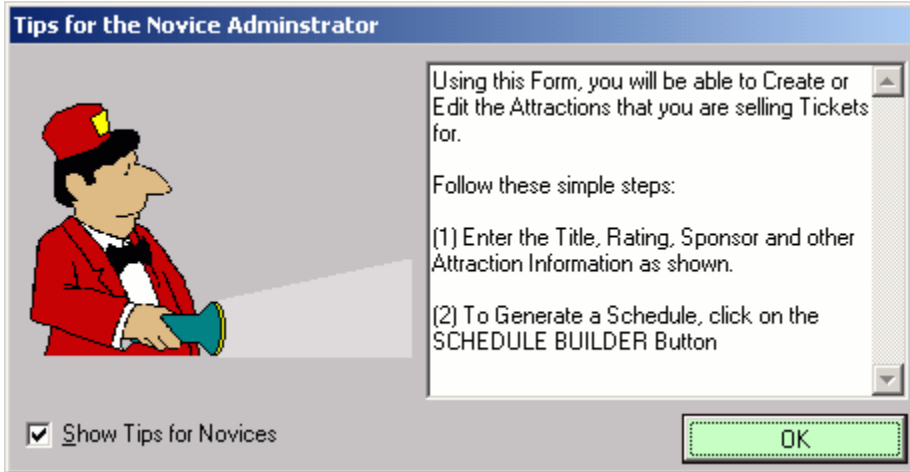 Tips for the Novice Adminstrator
Using this Form, you will be able to Create or
Edit the Attractions that you are selling Tickets
for.
Follow these simple steps:
(1) Enter the Title, Rating, Sponsor and other
Attraction Information as shown.
(2) To Generate a Schedule, click on the
SCHEDULE BUILDER Button
Show Tips for Novices
OK